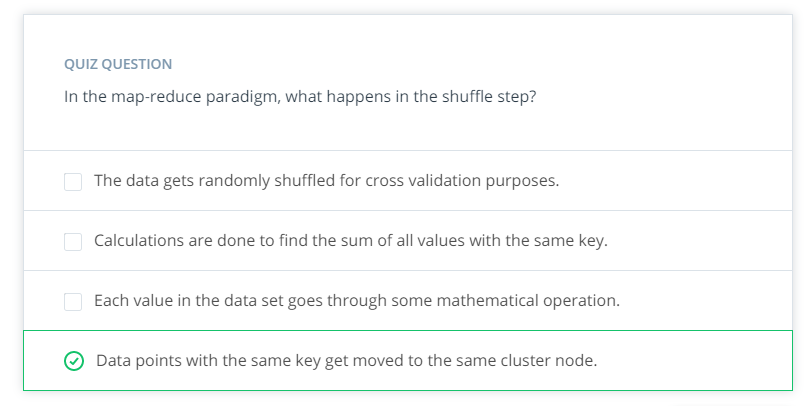 QUIZ QUESTION
In the map-reduce paradigm, what happens in the shuffle step?
The data gets randomly shuffled for cross validation purposes.
Calculations are done to find the sum of all values with the same key.
Each value in the data set goes through some mathematical operation.
Data points with the same key get moved to the same cluster node.